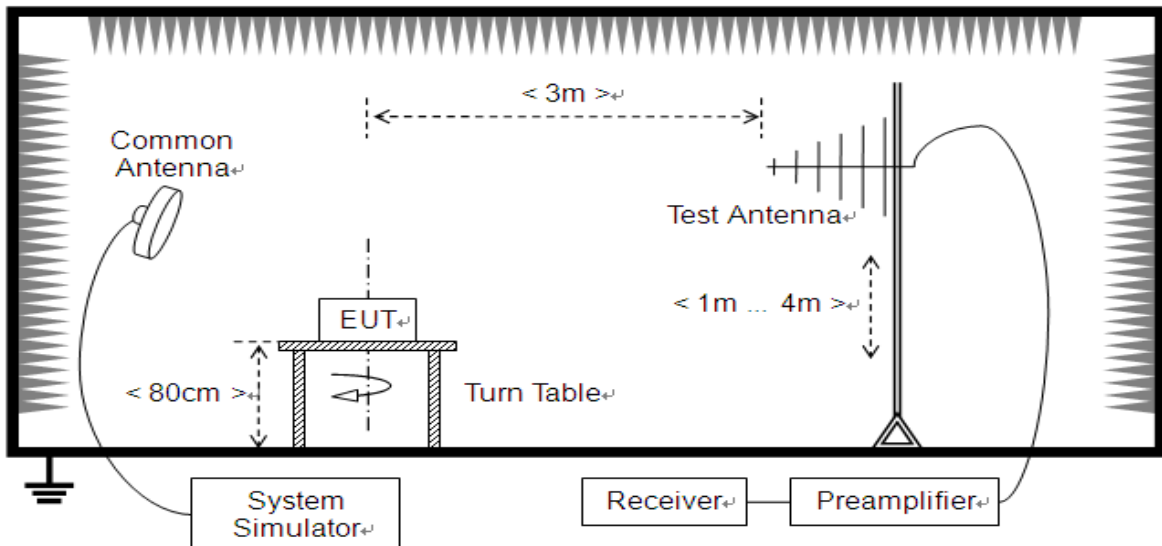 < 3m >
Common
Antenna
Test Antenna
< 1m ... 4m >
EUT
< 80cm >
Turn Table
System
Simulator
Receiver
Preamplifier